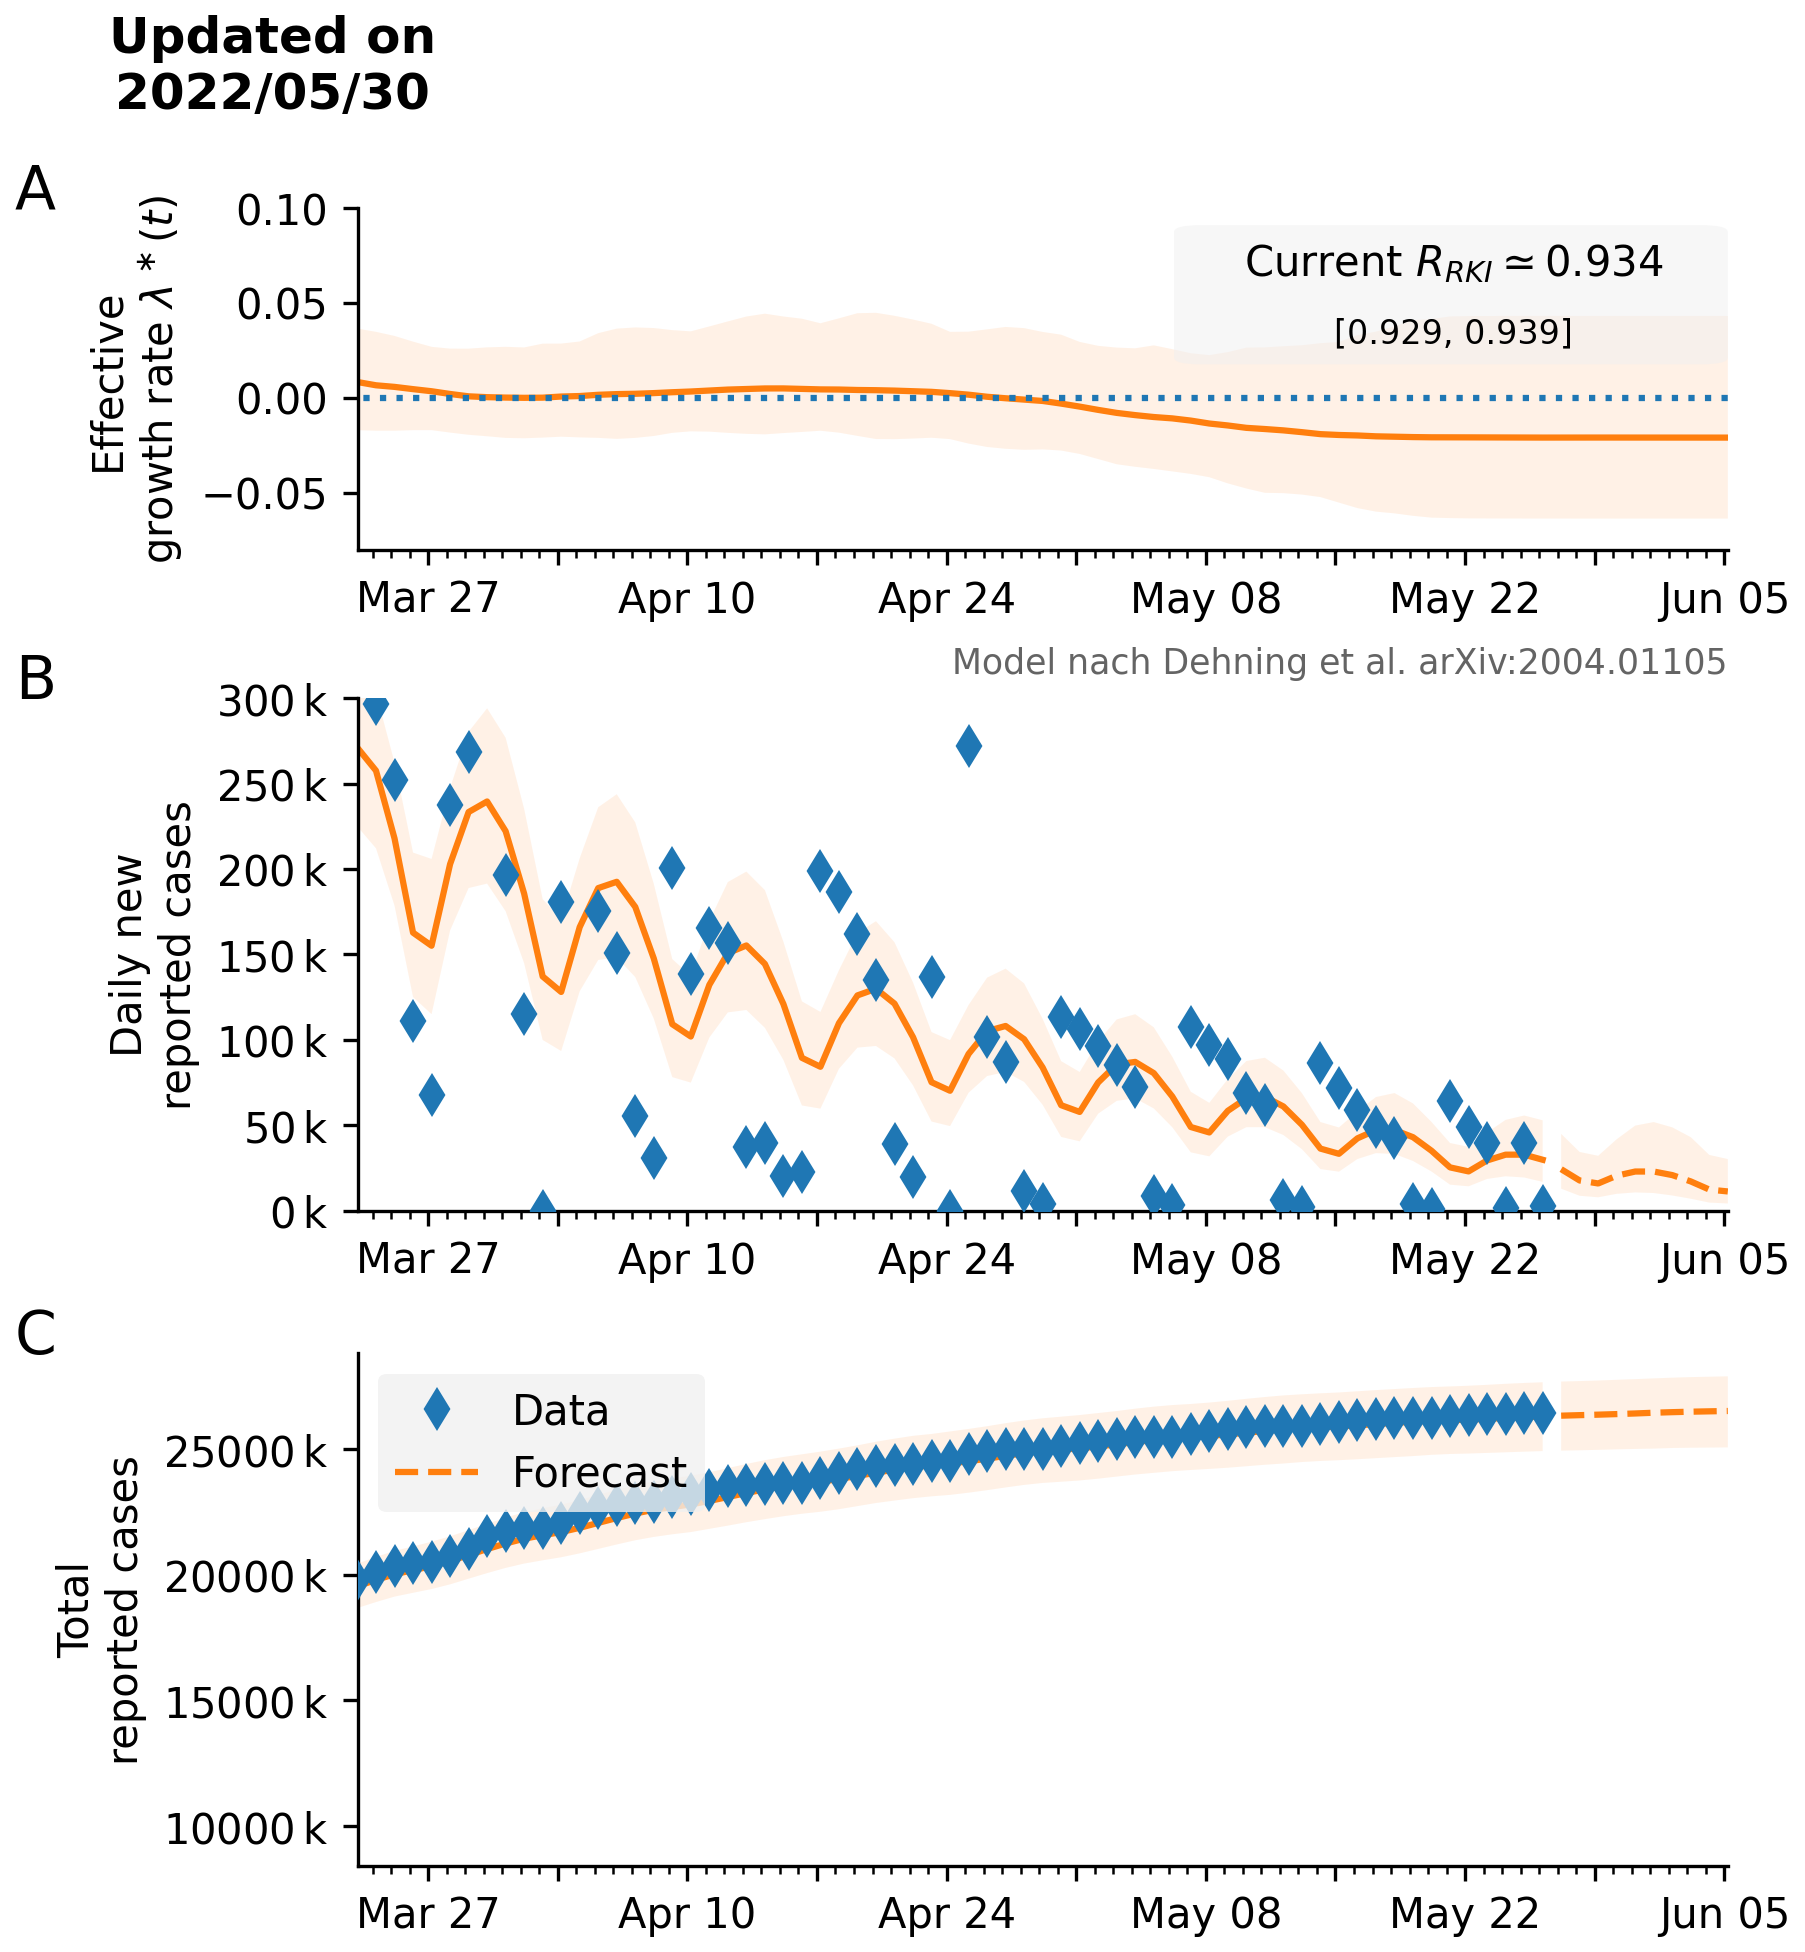 Updated on
2022/05/30
A
Effective
growth rate λ * (t)
0.10
0.05
0.00
−0.05
Current R_RKI ≃ 0.934
[0.929, 0.939]
Mar 27 Apr 10 Apr 24 May 08 May 22 Jun 05
Model nach Dehning et al. arXiv:2004.01105
B
Daily new
reported cases
300 k
250 k
200 k
150 k
100 k
50 k
0 k
Mar 27 Apr 10 Apr 24 May 08 May 22 Jun 05
C
Total
reported cases
Data
Forecast
25000 k
20000 k
15000 k
10000 k
Mar 27 Apr 10 Apr 24 May 08 May 22 Jun 05